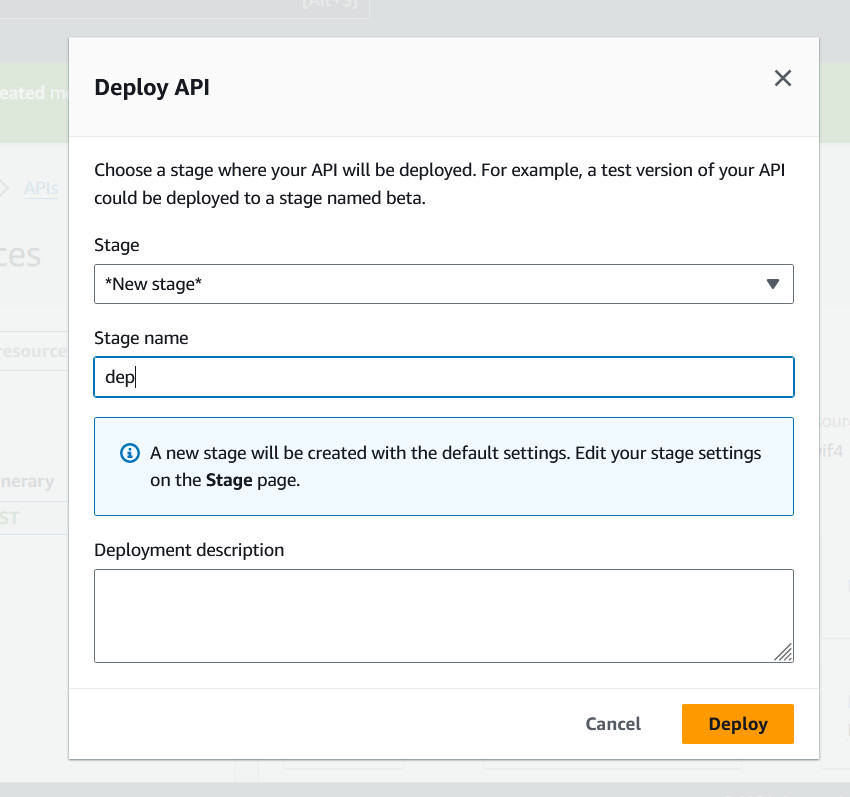 [Alt+S]
eated
APIs
Deploy API
Choose a stage where your API will be deployed. For example, a test version of your API
could be deployed to a stage named beta.
Stage
*New stage*
Stage name
dep
A new stage will be created with the default settings. Edit your stage settings
on the Stage page.
Deployment description
Cancel
Deploy
resource
nerary
ST